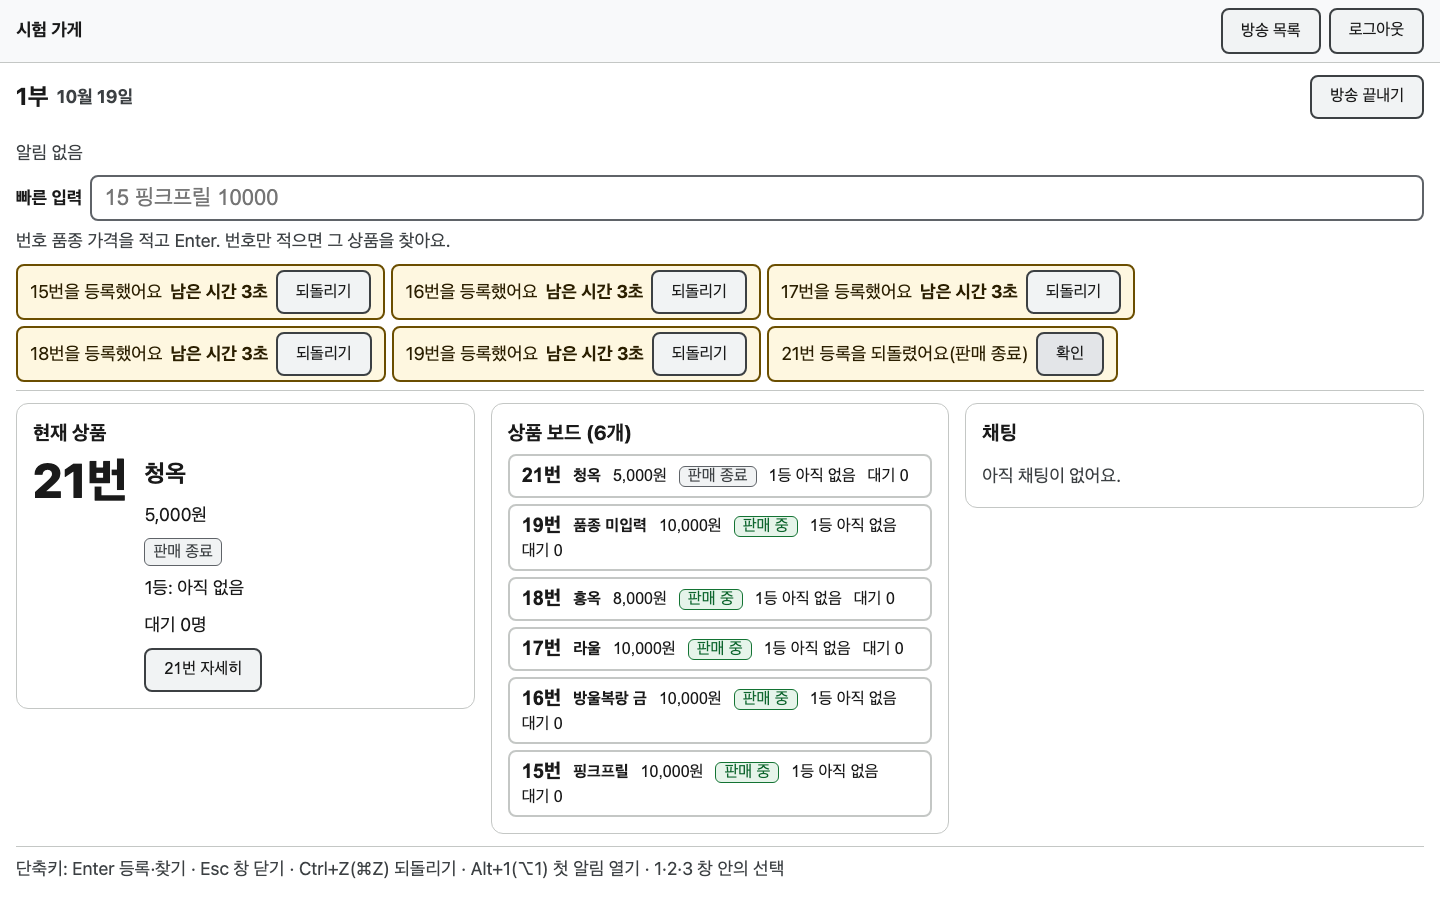 시험 가게
방송 목록
로그아웃
1부 10월 19일
방송 끝내기
알림 없음
빠른 입력
15 핑크프릴 10000
번호 품종 가격을 적고 Enter. 번호만 적으면 그 상품을 찾아요.
15번을 등록했어요 남은 시간 3초 되돌리기
16번을 등록했어요 남은 시간 3초 되돌리기
17번을 등록했어요 남은 시간 3초 되돌리기
18번을 등록했어요 남은 시간 3초 되돌리기
19번을 등록했어요 남은 시간 3초 되돌리기
21번 등록을 되돌렸어요(판매 종료) 확인
현재 상품
21번 청옥
5,000원
판매 종료
1등: 아직 없음
대기 0명
21번 자세히
상품 보드 (6개)
21번 청옥 5,000원 판매 종료 1등 아직 없음 대기 0
19번 품종 미입력 10,000원 판매 중 1등 아직 없음
대기 0
18번 홍옥 8,000원 판매 중 1등 아직 없음 대기 0
17번 라울 10,000원 판매 중 1등 아직 없음 대기 0
16번 방울복랑 금 10,000원 판매 중 1등 아직 없음
대기 0
15번 핑크프릴 10,000원 판매 중 1등 아직 없음
대기 0
채팅
아직 채팅이 없어요.
단축키: Enter 등록·찾기 · Esc 창 닫기 · Ctrl+Z(⌘Z) 되돌리기 · Alt+1(⌥1) 첫 알림 열기 · 1·2·3 창 안의 선택